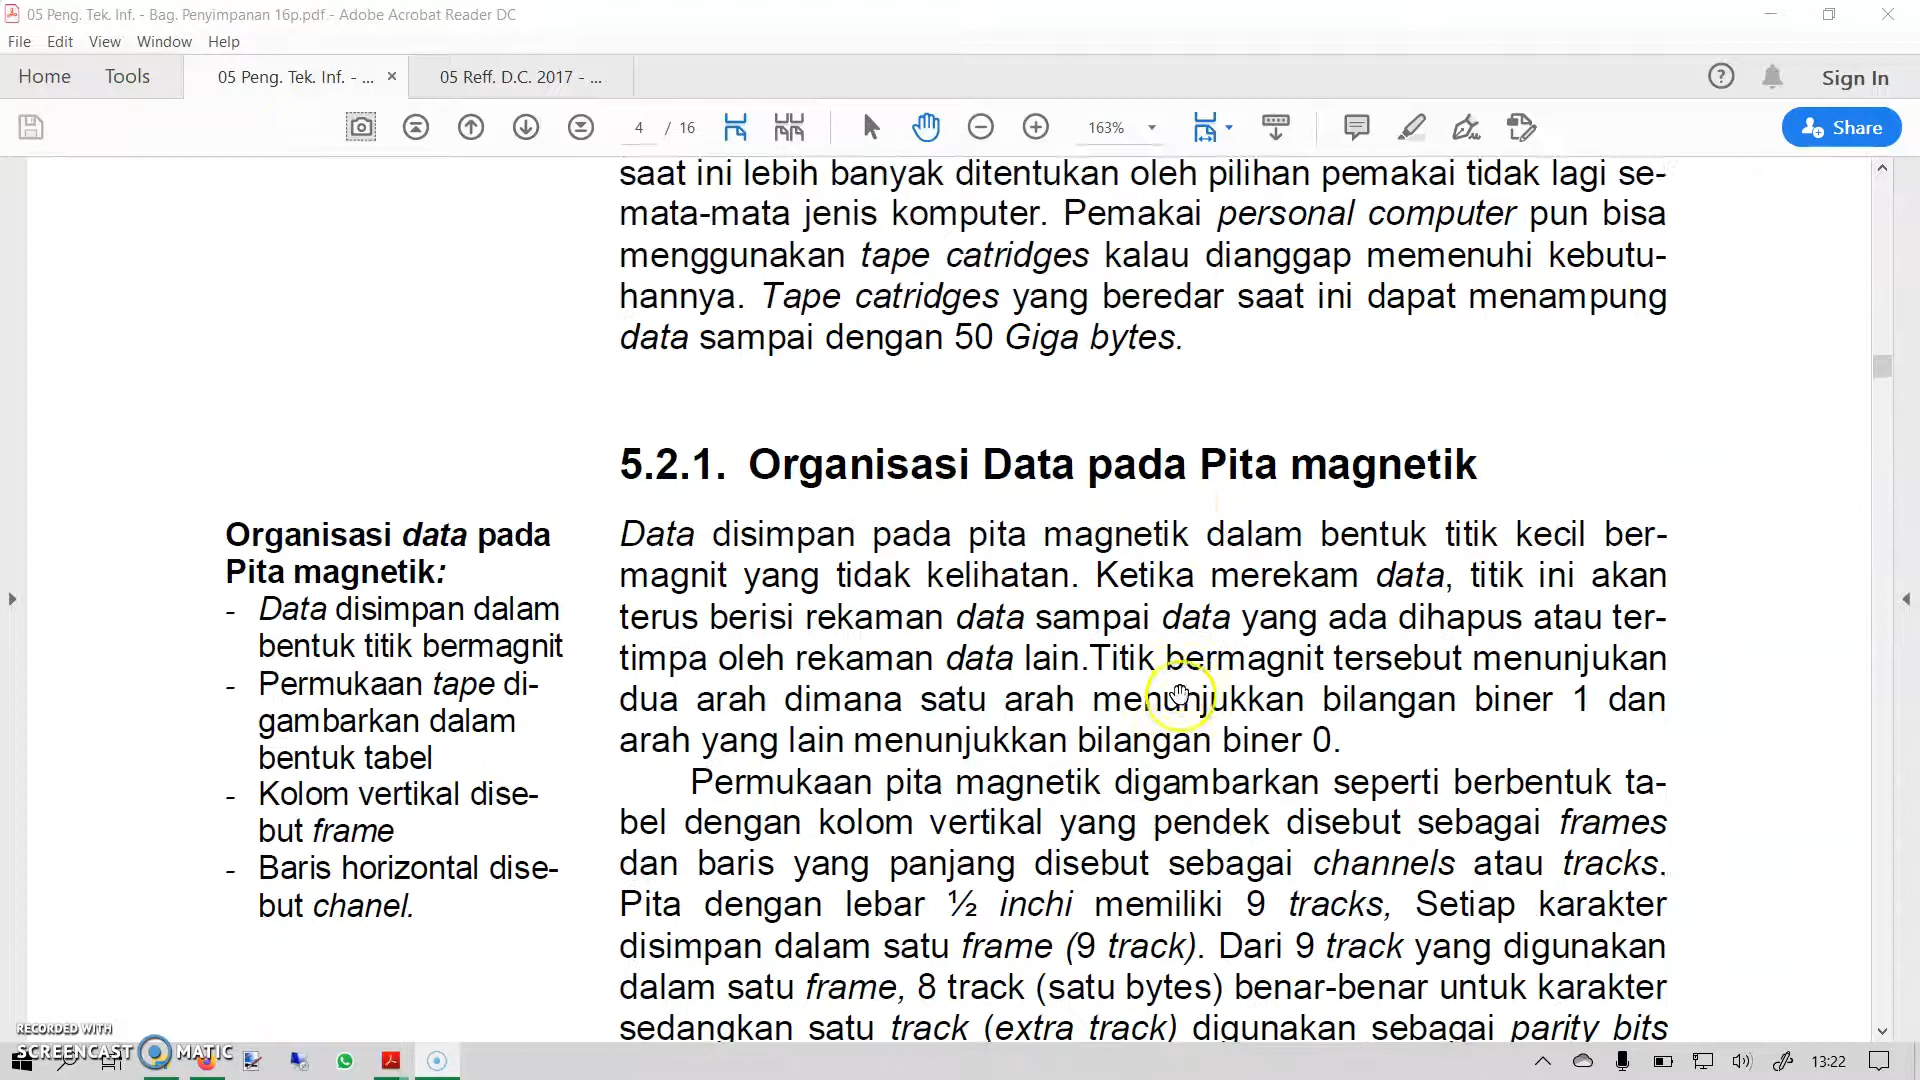 05 Peng. Tek. Inf. - Bag. Penyimpanan 16p.pdf - Adobe Acrobat Reader DC
File Edit View Window Help
Home Tools 05 Peng. Tek. Inf. - ... × 05 Reff. D.C. 2017 - ... Sign In
4 / 16 163% Share
saat ini lebih banyak ditentukan oleh pilihan pemakai tidak lagi se-
mata-mata jenis komputer. Pemakai personal computer pun bisa
menggunakan tape catridges kalau dianggap memenuhi kebutu-
hannya. Tape catridges yang beredar saat ini dapat menampung
data sampai dengan 50 Giga bytes.
5.2.1. Organisasi Data pada Pita magnetik
Organisasi data pada
Pita magnetik:
- Data disimpan dalam
bentuk titik bermagnit
- Permukaan tape di-
gambarkan dalam
bentuk tabel
- Kolom vertikal dise-
but frame
- Baris horizontal dise-
but chanel.
Data disimpan pada pita magnetik dalam bentuk titik kecil ber-
magnit yang tidak kelihatan. Ketika merekam data, titik ini akan
terus berisi rekaman data sampai data yang ada dihapus atau ter-
timpa oleh rekaman data lain.Titik bermagnit tersebut menunjukan
dua arah dimana satu arah menunjukkan bilangan biner 1 dan
arah yang lain menunjukkan bilangan biner 0.
Permukaan pita magnetik digambarkan seperti berbentuk ta-
bel dengan kolom vertikal yang pendek disebut sebagai frames
dan baris yang panjang disebut sebagai channels atau tracks.
Pita dengan lebar ½ inchi memiliki 9 tracks, Setiap karakter
disimpan dalam satu frame (9 track). Dari 9 track yang digunakan
dalam satu frame, 8 track (satu bytes) benar-benar untuk karakter
sedangkan satu track (extra track) digunakan sebagai parity bits
RECORDED WITH
SCREENCAST MATIC
13:22